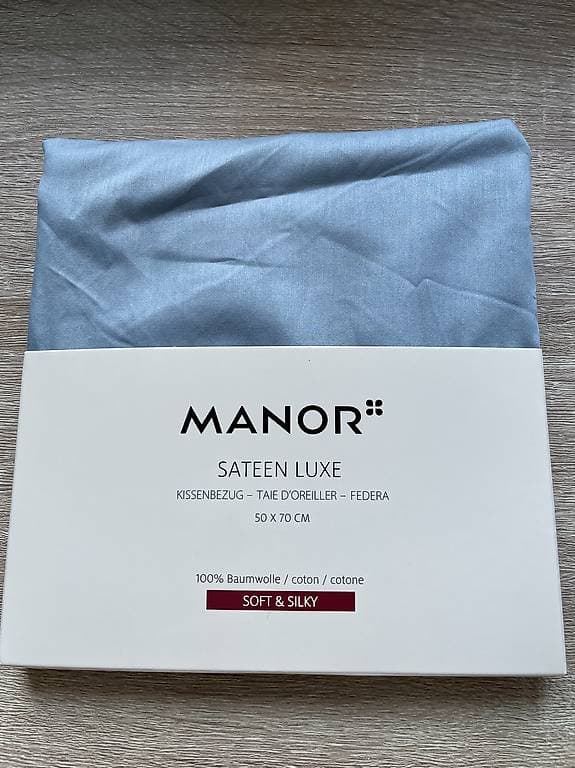 MANOR
SATEEN LUXE
KISSENBEZUG – TAIE D'OREILLER – FEDERA
50 X 70 CM
100% Baumwolle / coton / cotone
SOFT & SILKY